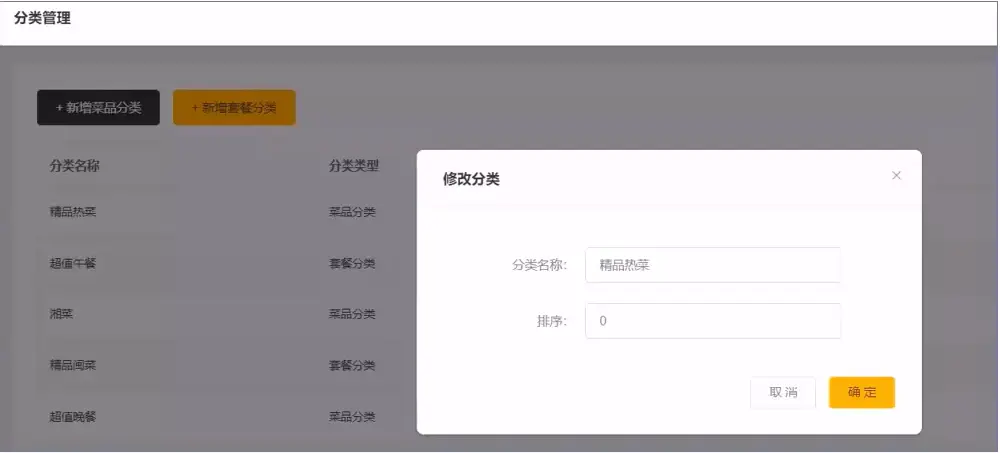 分类管理
+ 新增菜品分类 + 新增套餐分类
分类名称 分类类型
精品热菜 菜品分类
超值午餐 套餐分类
湘菜 菜品分类
精品闽菜 套餐分类
超值晚餐 菜品分类
修改分类
分类名称: 精品热菜
排序: 0
取消 确定